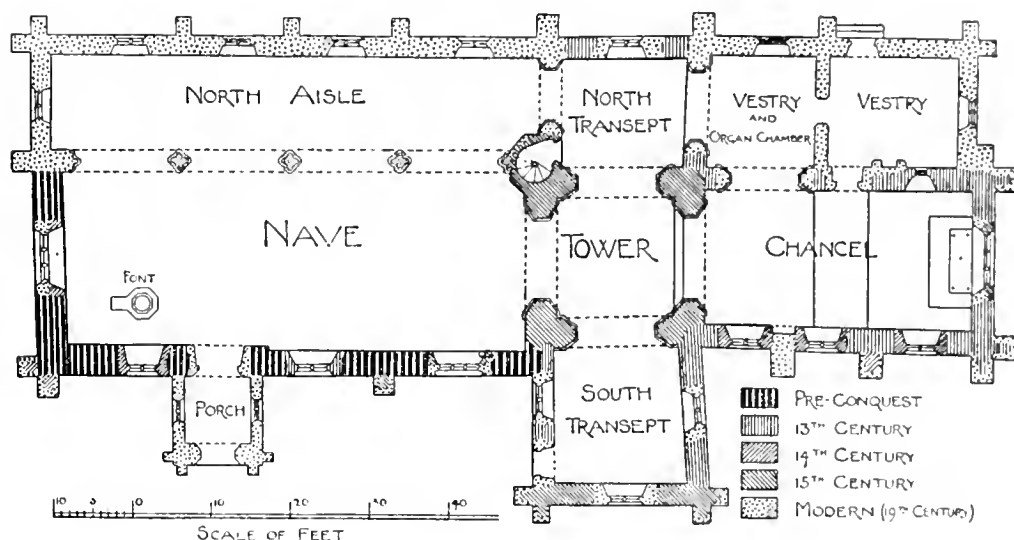 NORTH AISLE
NORTH
TRANSEPT
VESTRY
AND
ORGAN CHAMBER
VESTRY
NAVE
TOWER
CHANCEL
FONT
PORCH
SOUTH
TRANSEPT
PRE-CONQUEST
13TH CENTURY
14TH CENTURY
15TH CENTURY
MODERN (19TH CENTURY)
10 5 0 10 20 30 40
SCALE OF FEET